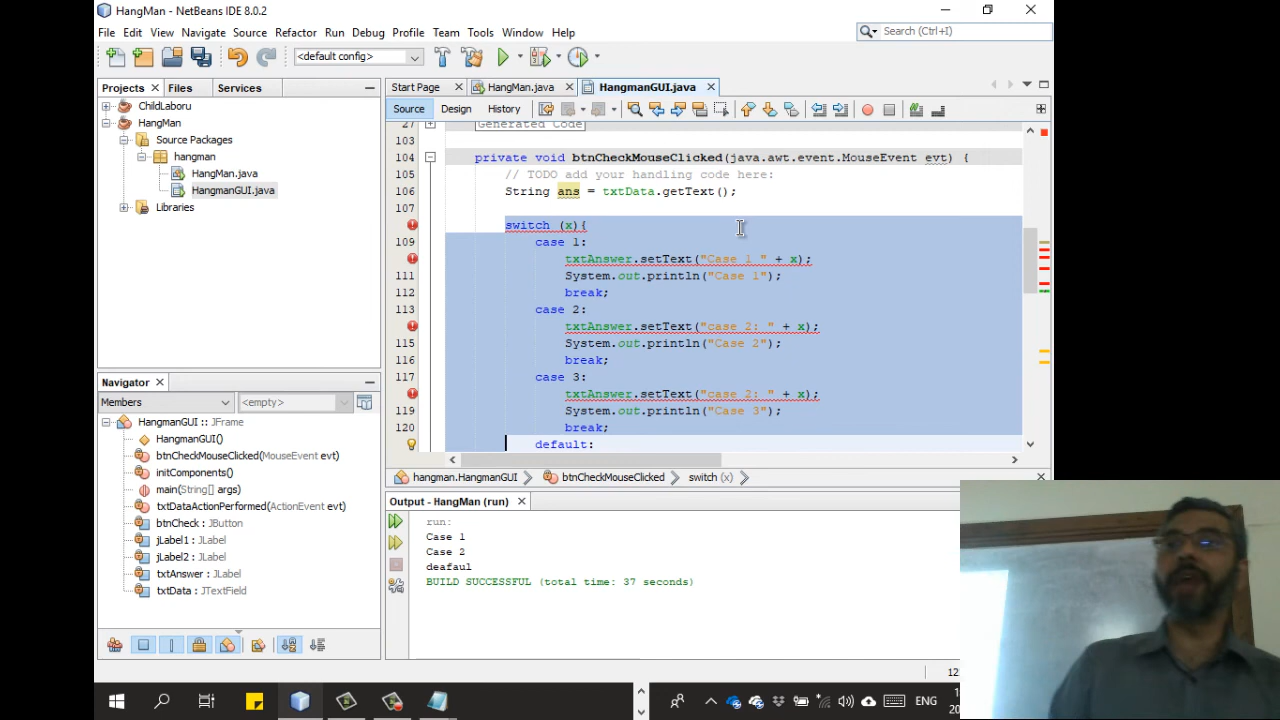 HangMan - NetBeans IDE 8.0.2
File Edit View Navigate Source Refactor Run Debug Profile Team Tools Window Help
Search (Ctrl+I)
<default config>
Projects Files Services
Start Page HangMan.java HangmanGUI.java
Source Design History
ChildLaboru
HangMan
Source Packages
hangman
HangMan.java
HangmanGUI.java
Libraries
27 Generated Code
103
104 private void btnCheckMouseClicked(java.awt.event.MouseEvent evt) {
105 // TODO add your handling code here:
106 String ans = txtData.getText();
107
switch (x){
109 case 1:
txtAnswer.setText("Case 1 " + x);
111 System.out.println("Case 1");
112 break;
113 case 2:
txtAnswer.setText("case 2: " + x);
115 System.out.println("Case 2");
116 break;
117 case 3:
txtAnswer.setText("case 2: " + x);
119 System.out.println("Case 3");
120 break;
default:
hangman.HangmanGUI btnCheckMouseClicked switch (x)
Navigator
Members <empty>
HangmanGUI :: JFrame
HangmanGUI()
btnCheckMouseClicked(MouseEvent evt)
initComponents()
main(String[] args)
txtDataActionPerformed(ActionEvent evt)
btnCheck : JButton
jLabel1 : JLabel
jLabel2 : JLabel
txtAnswer : JLabel
txtData : JTextField
Output - HangMan (run)
run:
Case 1
Case 2
deafaul
BUILD SUCCESSFUL (total time: 37 seconds)
ENG